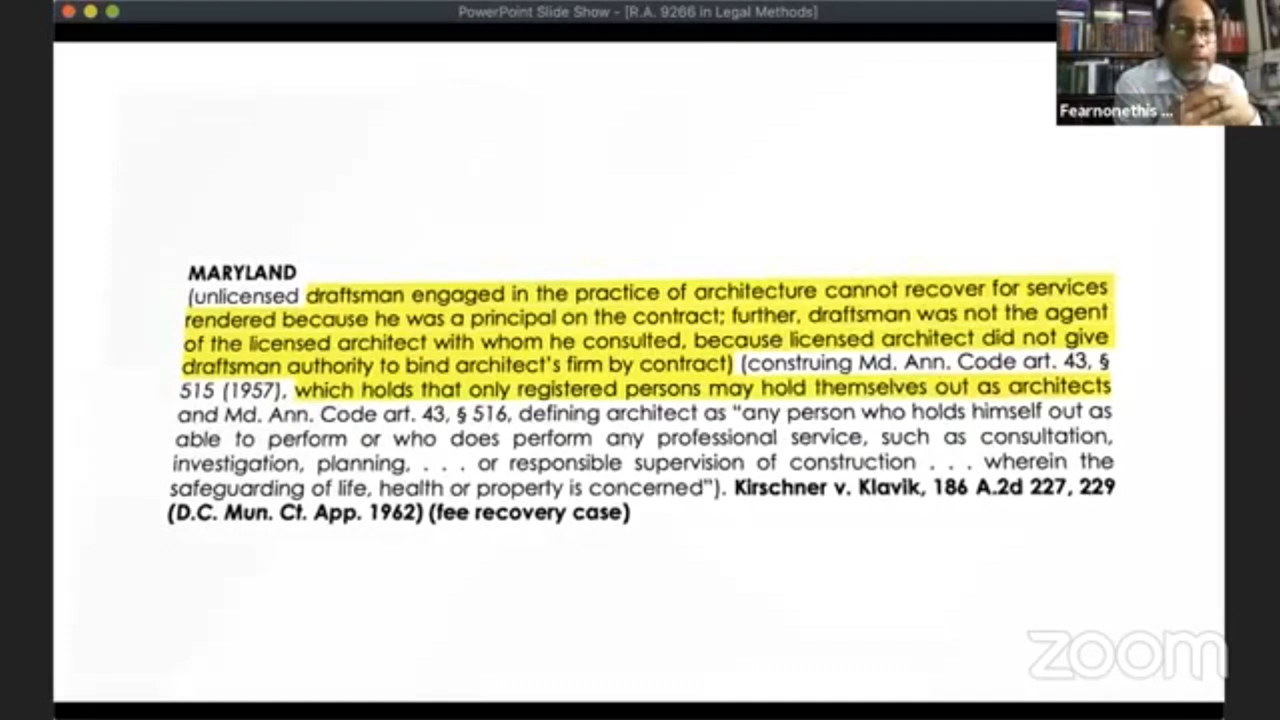 PowerPoint Slide Show - [R.A. 9266 in Legal Methods]
Fearnonethis ...
MARYLAND
(unlicensed draftsman engaged in the practice of architecture cannot recover for services
rendered because he was a principal on the contract; further, draftsman was not the agent
of the licensed architect with whom he consulted, because licensed architect did not give
draftsman authority to bind architect's firm by contract) (construing Md. Ann. Code art. 43, §
515 (1957), which holds that only registered persons may hold themselves out as architects
and Md. Ann. Code art. 43, § 516, defining architect as "any person who holds himself out as
able to perform or who does perform any professional service, such as consultation,
investigation, planning, . . . or responsible supervision of construction . . . wherein the
safeguarding of life, health or property is concerned"). Kirschner v. Klavik, 186 A.2d 227, 229
(D.C. Mun. Ct. App. 1962) (fee recovery case)
zoom